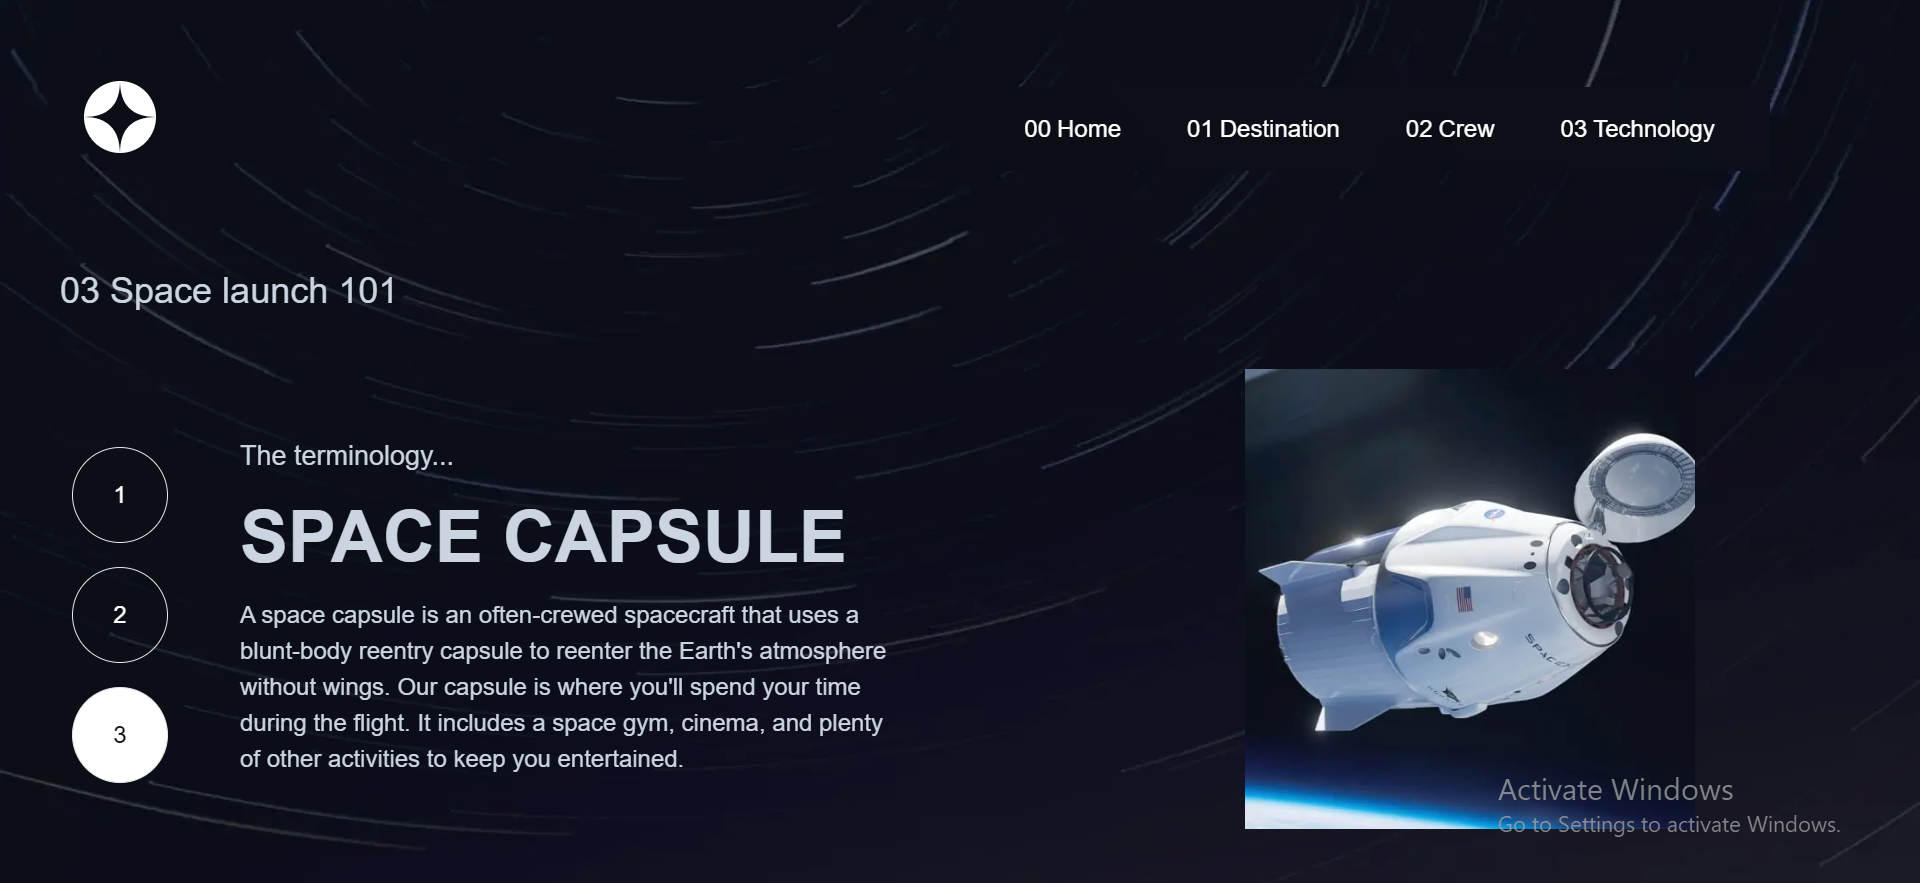 00 Home 01 Destination 02 Crew 03 Technology
03 Space launch 101
1
2
3
The terminology...
SPACE CAPSULE
A space capsule is an often-crewed spacecraft that uses a
blunt-body reentry capsule to reenter the Earth's atmosphere
without wings. Our capsule is where you'll spend your time
during the flight. It includes a space gym, cinema, and plenty
of other activities to keep you entertained.
Activate Windows
Go to Settings to activate Windows.